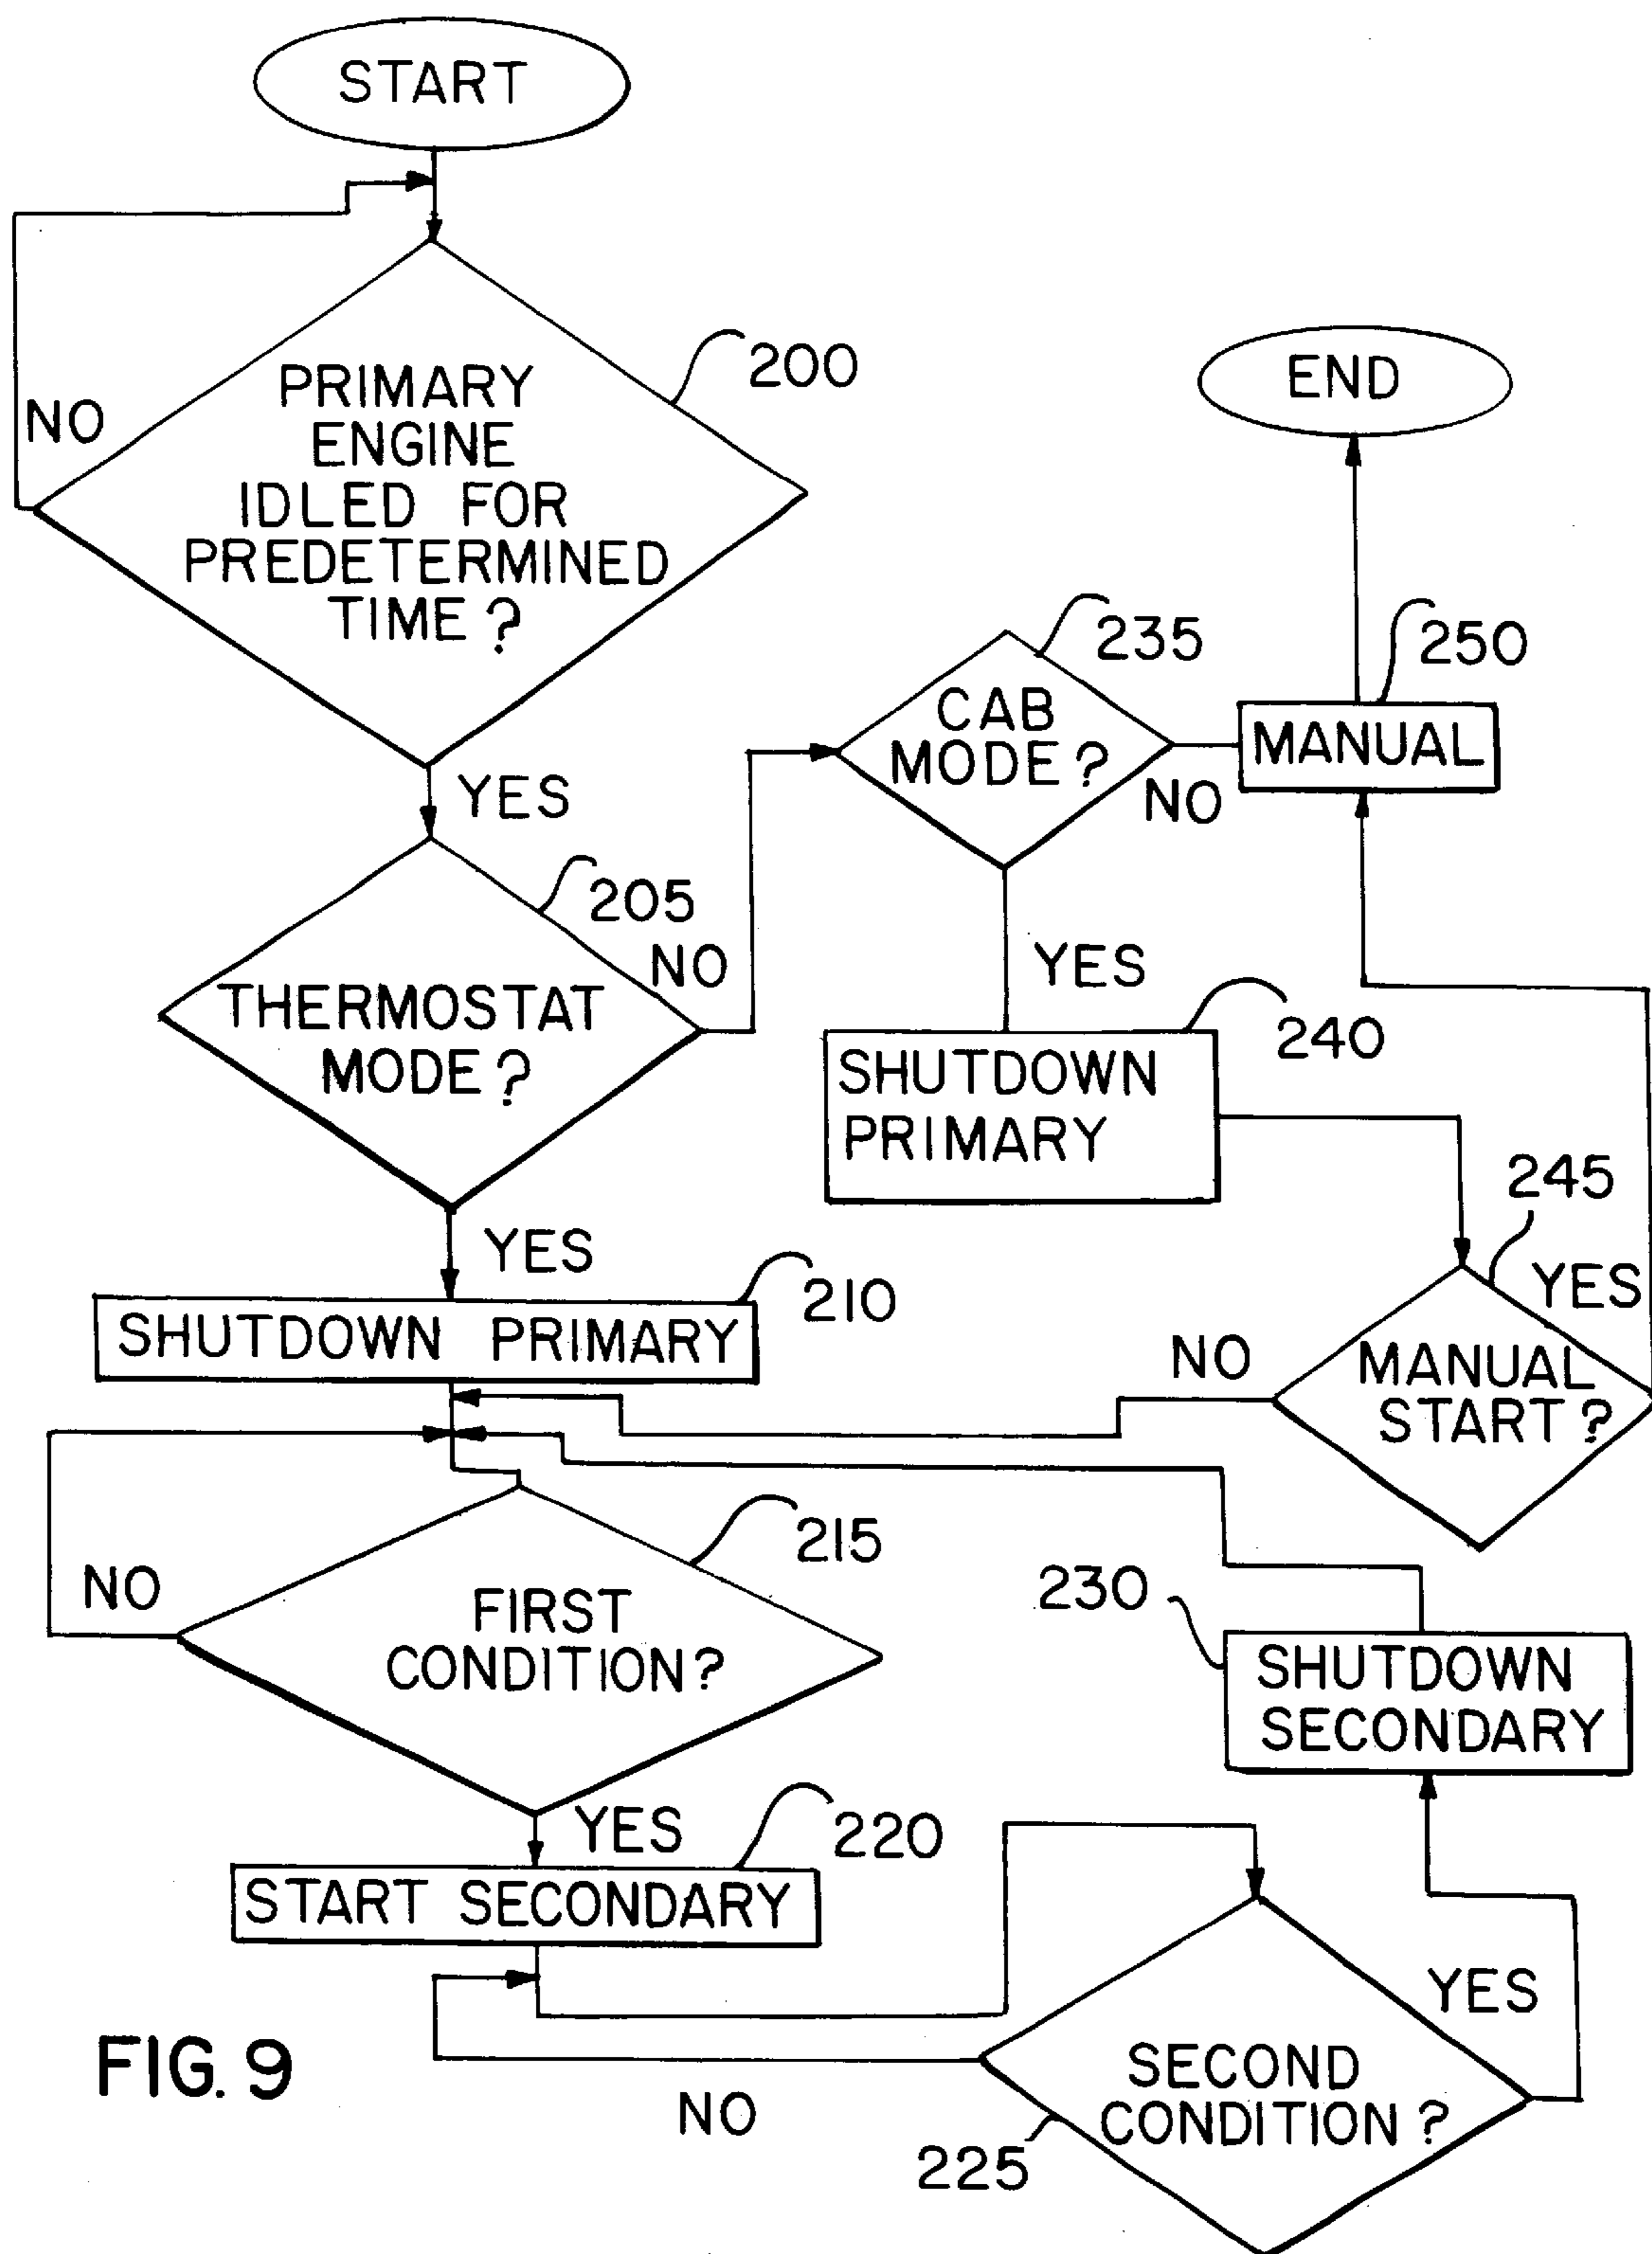 START
PRIMARY
ENGINE
IDLED FOR
PREDETERMINED
TIME?
200
NO
YES
THERMOSTAT
MODE?
205
NO
YES
SHUTDOWN PRIMARY
210
FIRST
CONDITION?
215
NO
YES
START SECONDARY
220
SECOND
CONDITION?
225
NO
YES
SHUTDOWN
SECONDARY
230
CAB
MODE?
235
NO
YES
SHUTDOWN
PRIMARY
240
MANUAL
START?
245
NO
YES
MANUAL
250
END
FIG. 9